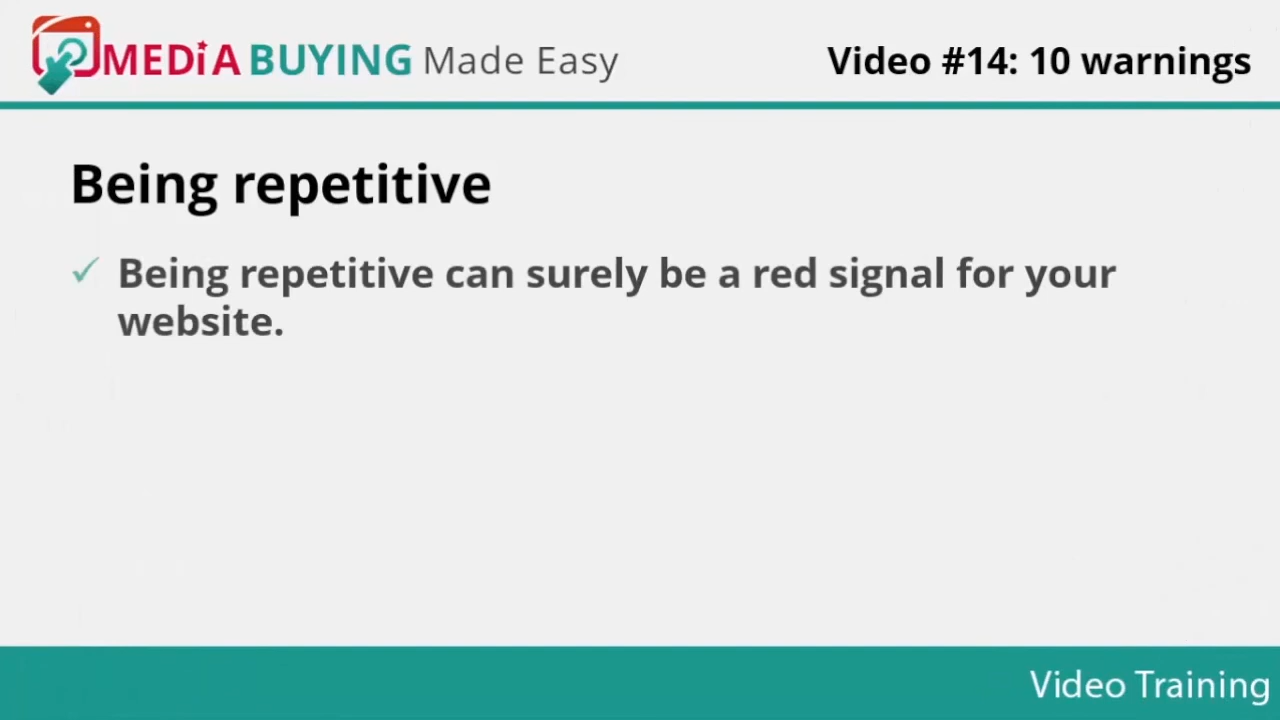 MEDiA BUYING Made Easy
Video #14: 10 warnings
Being repetitive
✓ Being repetitive can surely be a red signal for your
website.
Video Training